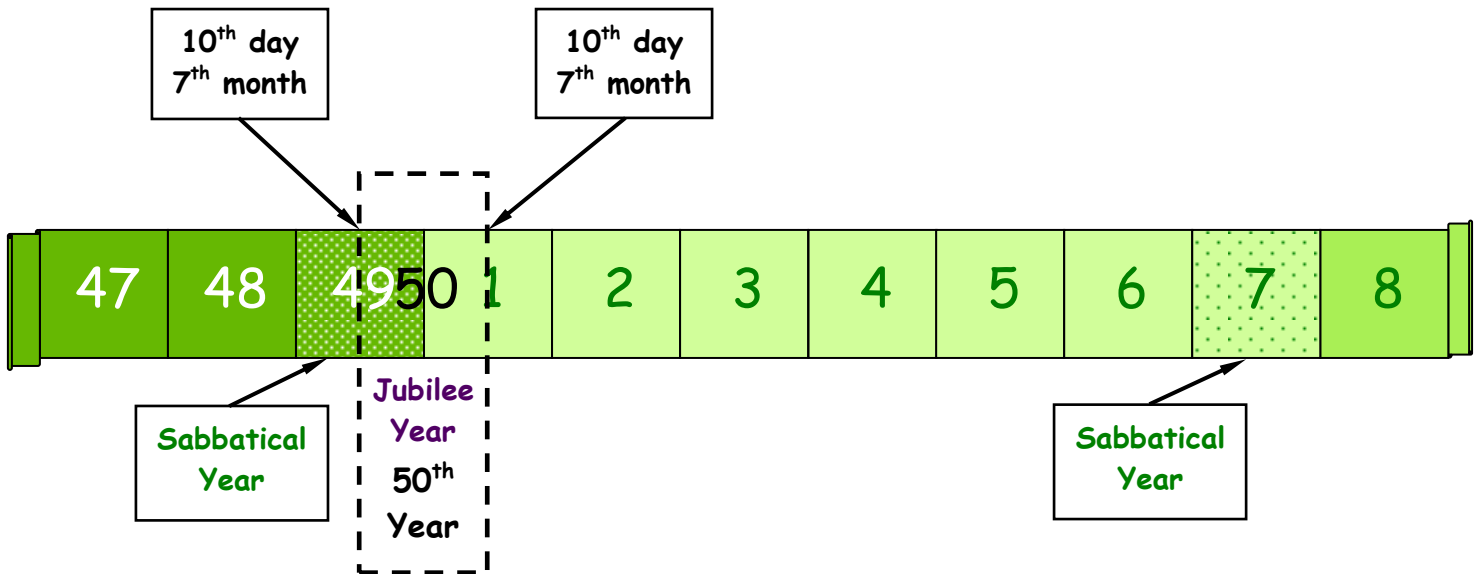 10th day
7th month
10th day
7th month
47 48 49 50 1 2 3 4 5 6 7 8
Jubilee
Year
50th
Year
Sabbatical
Year
Sabbatical
Year